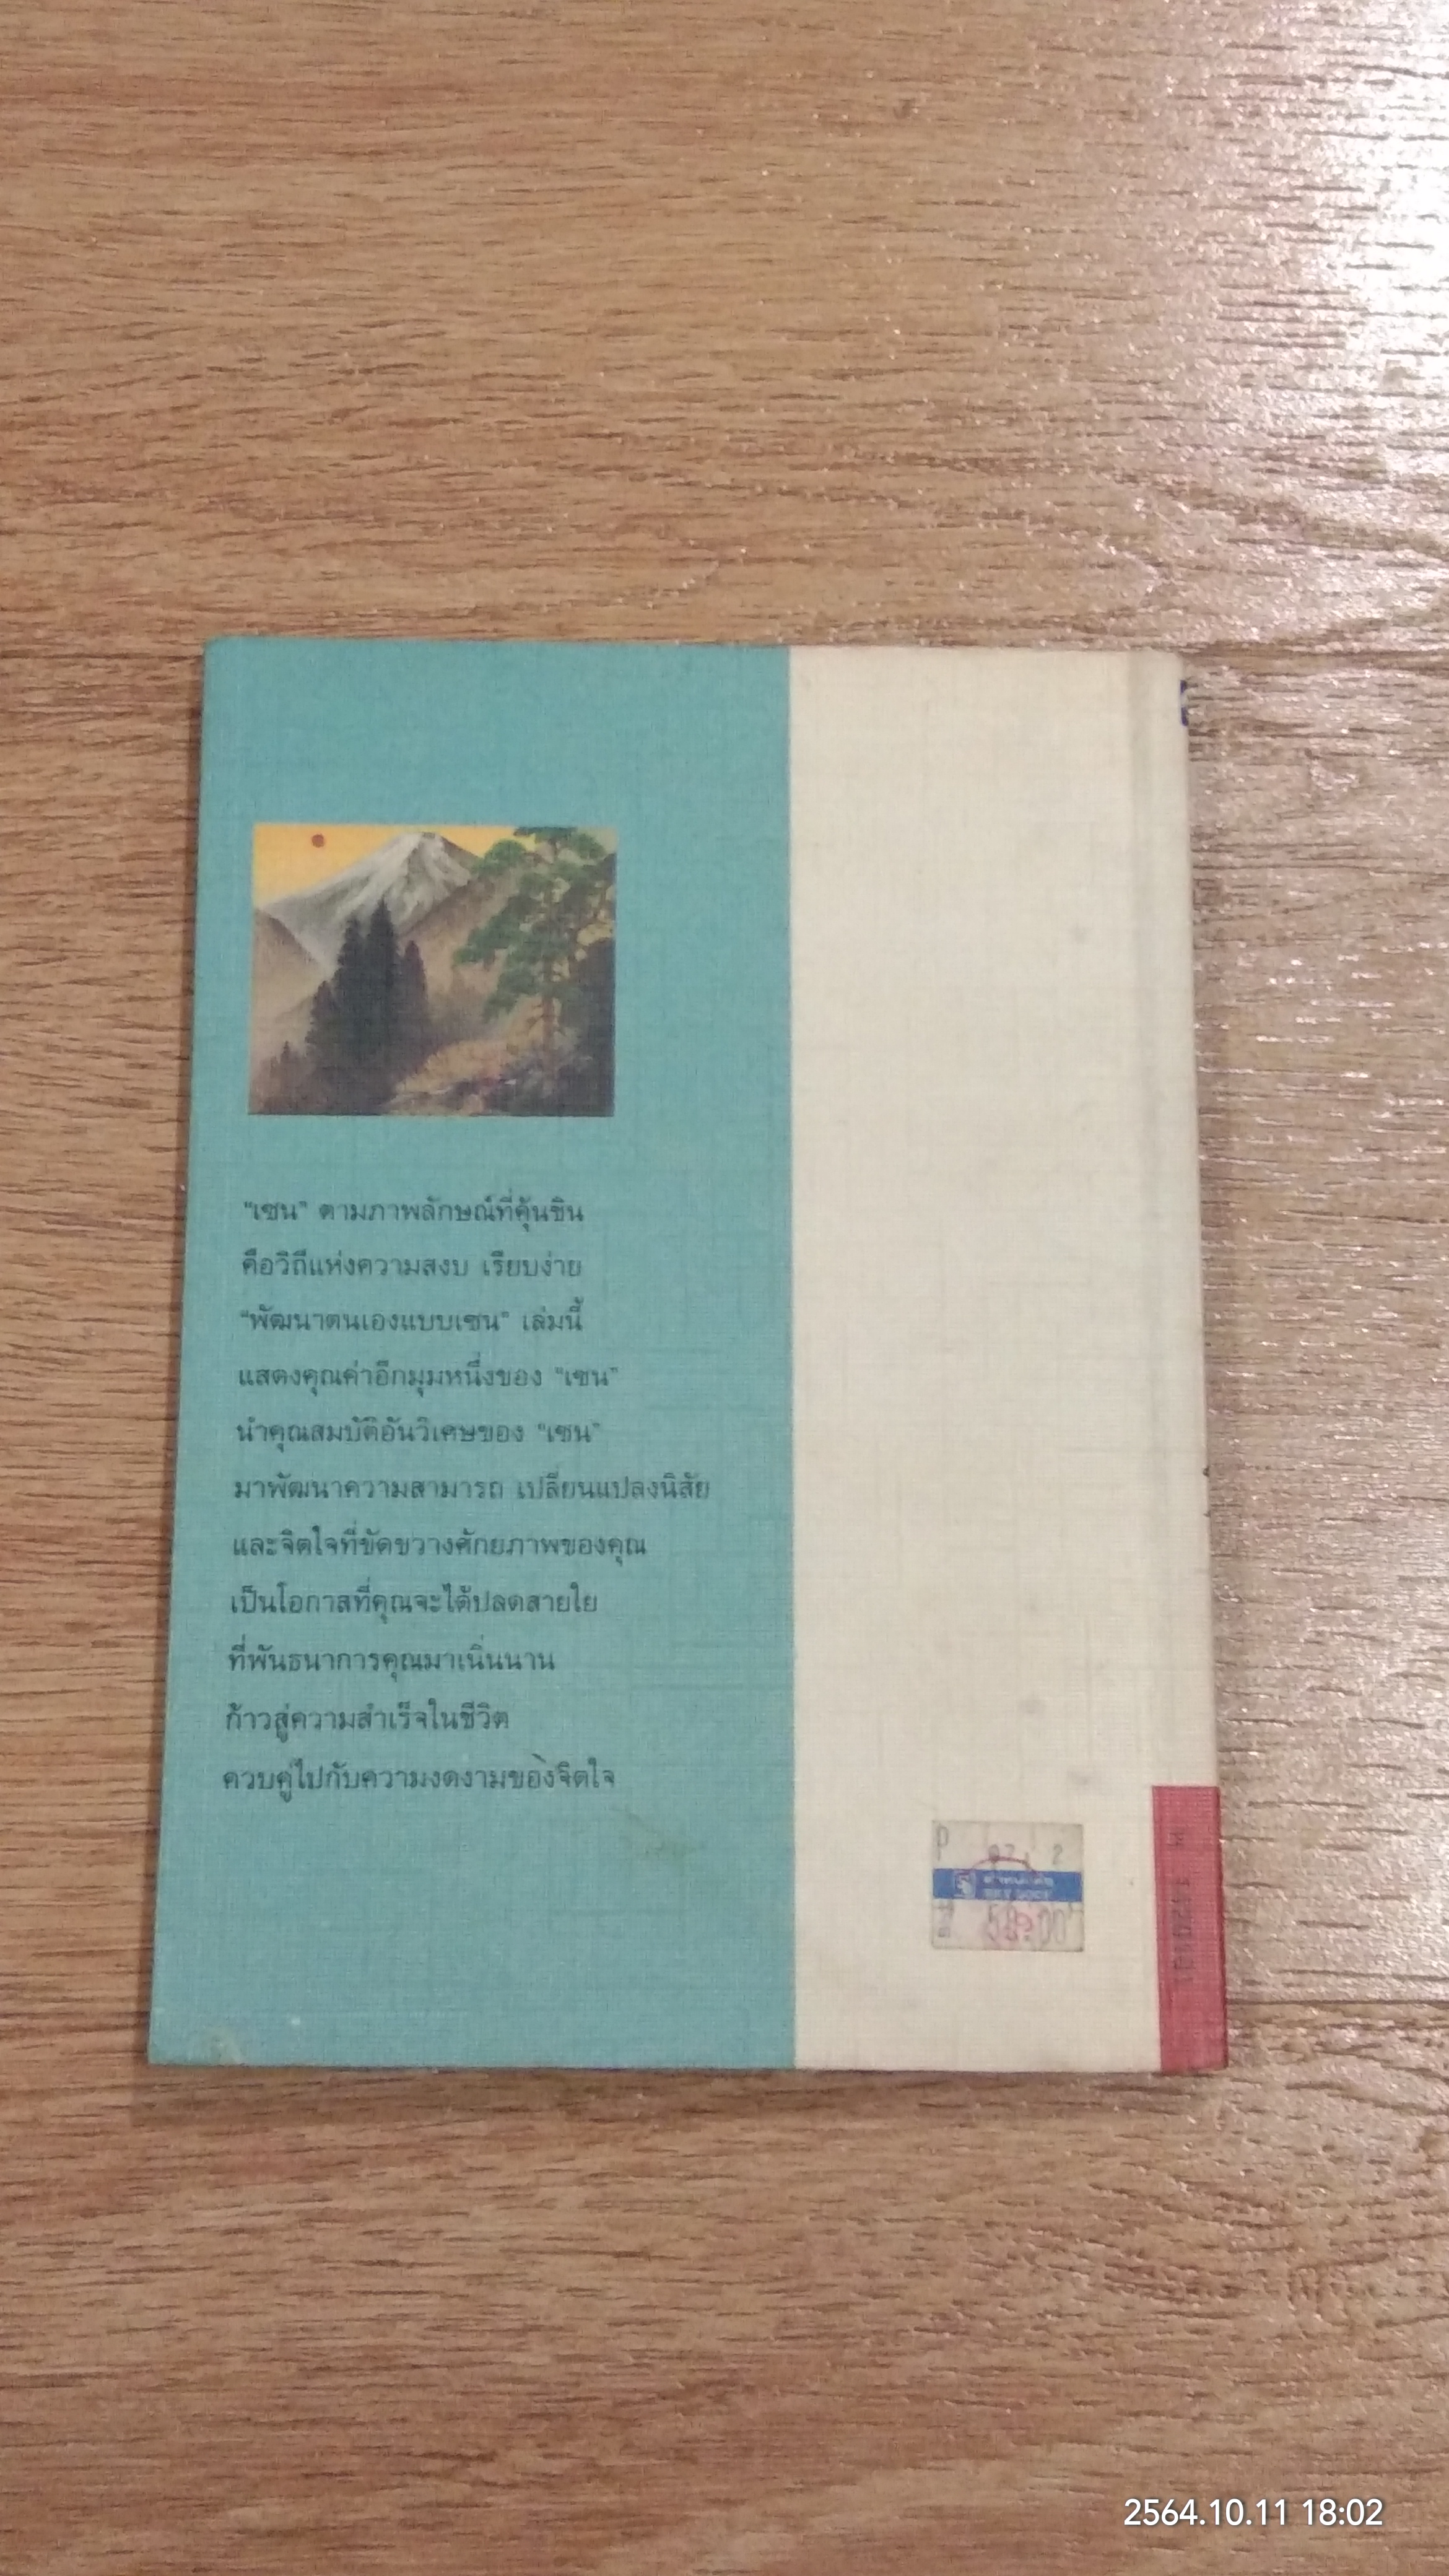 "เซน" ตามภาพลักษณ์ที่คุ้นชิน
คือวิถีแห่งความสงบ เรียบง่าย
"พัฒนาตนเองแบบเซน" เล่มนี้
แสดงคุณค่าอีกมุมหนึ่งของ "เซน"
นำคุณสมบัติอันวิเศษของ "เซน"
มาพัฒนาความสามารถ เปลี่ยนแปลงนิสัย
และจิตใจที่ขัดขวางศักยภาพของคุณ
เป็นโอกาสที่คุณจะได้ปลดสายใย
ที่พันธนาการคุณมาเนิ่นนาน
ก้าวสู่ความสำเร็จในชีวิต
ควบคู่ไปกับความงดงามของจิตใจ
P
2564.10.11 18:02